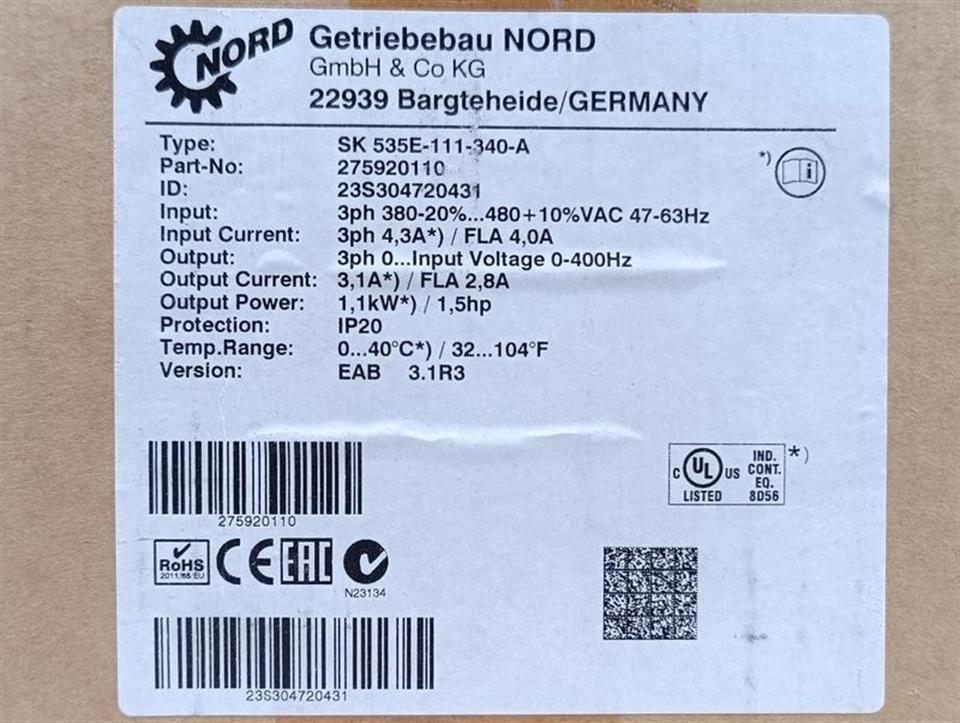 NORD
Getriebebau NORD
GmbH & Co KG
22939 Bargteheide/GERMANY
Type: SK 535E-111-340-A
Part-No: 275920110
ID: 23S304720431
*) i
Input: 3ph 380-20%...480+10%VAC 47-63Hz
Input Current: 3ph 4,3A*) / FLA 4,0A
Output: 3ph 0...Input Voltage 0-400Hz
Output Current: 3,1A*) / FLA 2,8A
Output Power: 1,1kW*) / 1,5hp
Protection: IP20
Temp.Range: 0...40°C*) / 32...104°F
Version: EAB 3.1R3
275920110
C UL US
LISTED
IND.
CONT.
EQ.
8D56
*)
RoHS
2011/65/EU
CE EAC
N23134
23S304720431